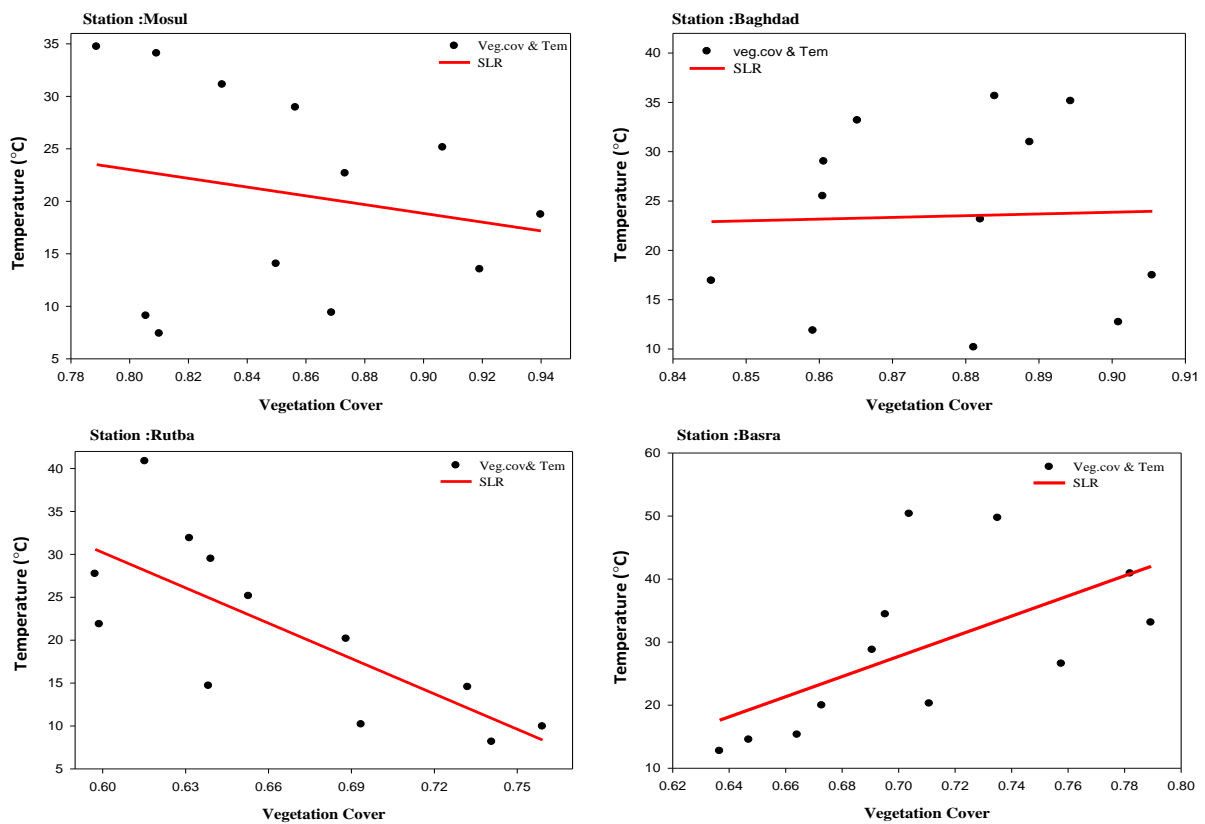 Station :Mosul
Veg.cov & Tem
SLR
35
30
25
20
15
10
5
Temperature (°C)
0.78 0.80 0.82 0.84 0.86 0.88 0.90 0.92 0.94
Vegetation Cover
Station :Baghdad
veg.cov & Tem
SLR
40
35
30
25
20
15
10
Temperature (°C)
0.84 0.85 0.86 0.87 0.88 0.89 0.90 0.91
Vegetation Cover
Station :Rutba
Veg.cov& Tem
SLR
40
35
30
25
20
15
10
5
Temperature (°C)
0.60 0.63 0.66 0.69 0.72 0.75
Vegetation Cover
Station :Basra
Veg.cov & Tem
SLR
60
50
40
30
20
10
Temperature (°C)
0.62 0.64 0.66 0.68 0.70 0.72 0.74 0.76 0.78 0.80
Vegetation Cover